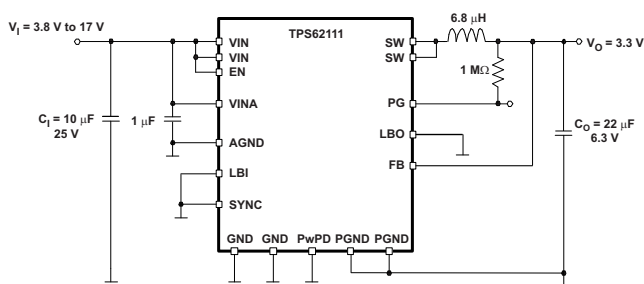 V_I = 3.8 V to 17 V
TPS62111
6.8 μH
V_O = 3.3 V
VIN
VIN
EN
SW
SW
1 MΩ
VINA
PG
C_I = 10 μF
25 V
1 μF
LBO
C_O = 22 μF
6.3 V
AGND
FB
LBI
SYNC
GND GND PwPD PGND PGND